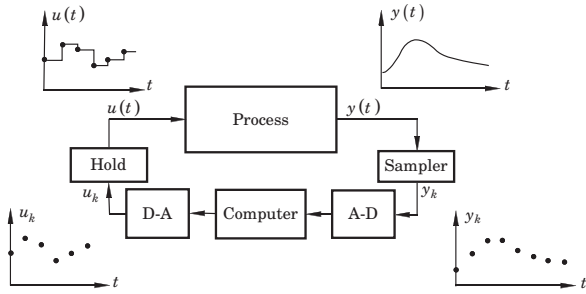 u(t)
t
y(t)
t
u(t)
Process
y(t)
Hold
Sampler
u_k
D-A
Computer
A-D
y_k
u_k
t
y_k
t